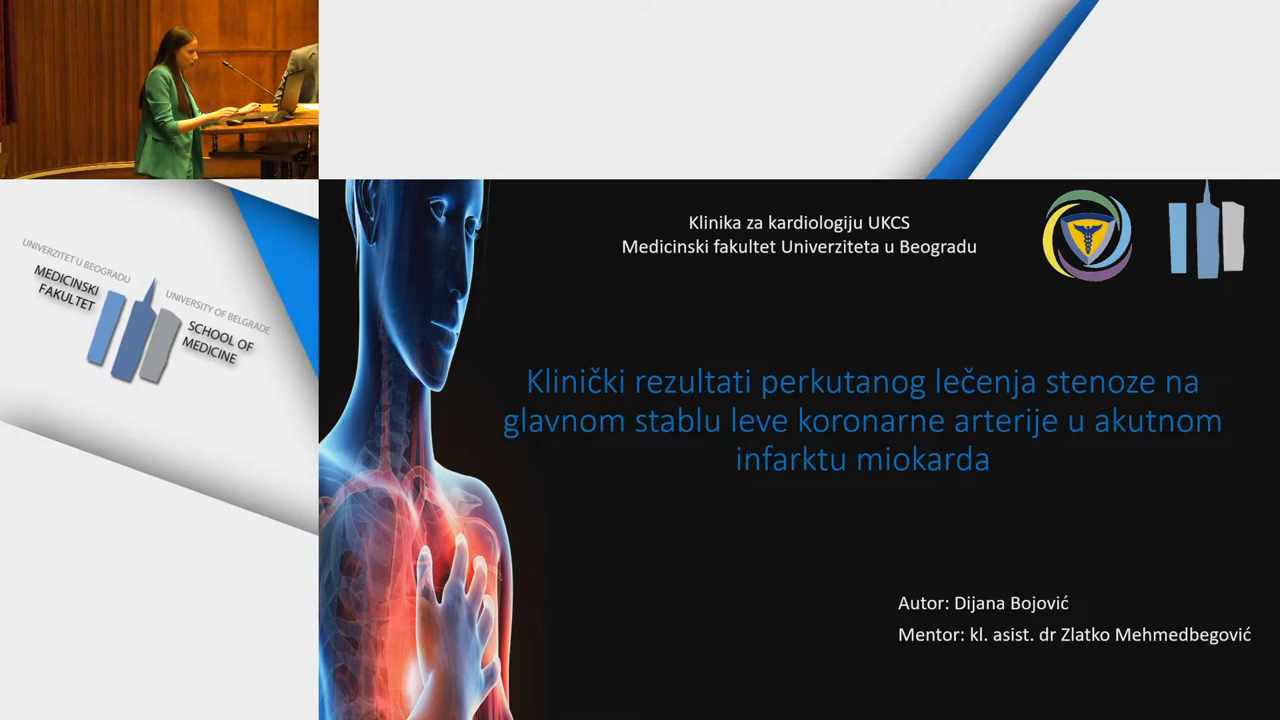 UNIVERZITET U BEOGRADU
MEDICINSKI
FAKULTET
UNIVERSITY OF BELGRADE
SCHOOL OF
MEDICINE
Klinika za kardiologiju UKCS
Medicinski fakultet Univerziteta u Beogradu
Klinički rezultati perkutanog lečenja stenoze na
glavnom stablu leve koronarne arterije u akutnom
infarktu miokarda
Autor: Dijana Bojović
Mentor: kl. asist. dr Zlatko Mehmedbegović